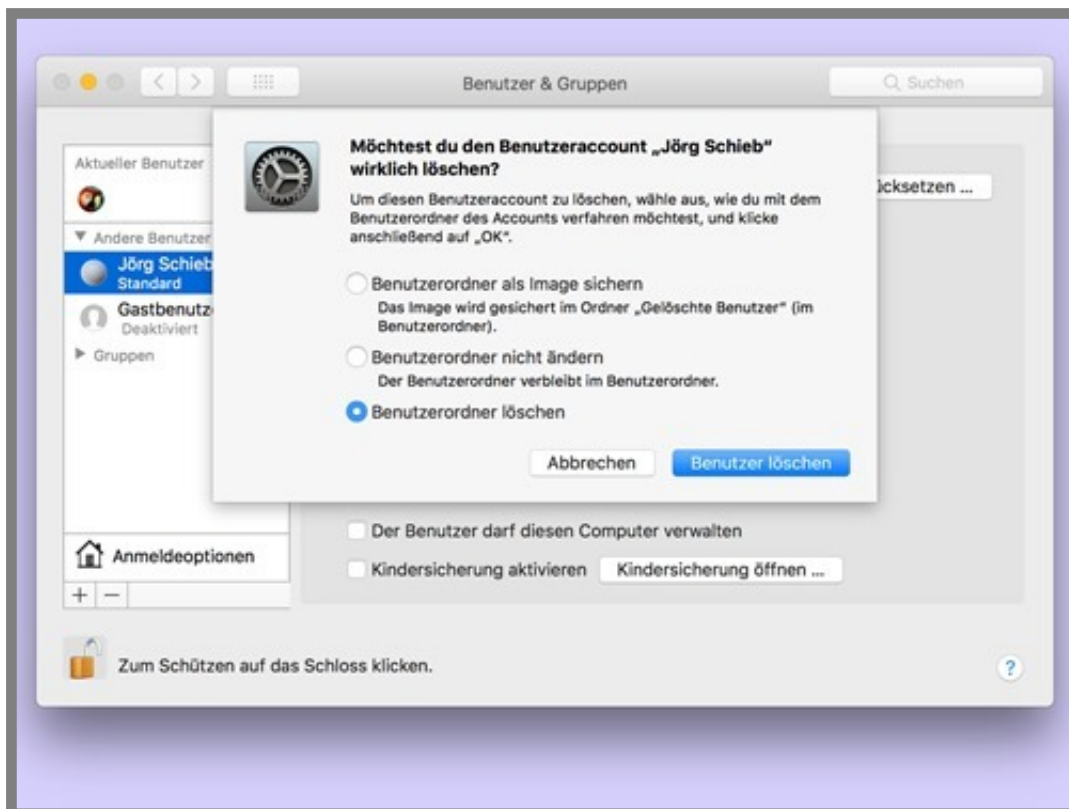 Benutzer & Gruppen
Suchen
Möchtest du den Benutzeraccount „Jörg Schieb“
wirklich löschen?
Um diesen Benutzeraccount zu löschen, wähle aus, wie du mit dem
Benutzerordner des Accounts verfahren möchtest, und klicke
anschließend auf „OK“.
Benutzerordner als Image sichern
Das Image wird gesichert im Ordner „Gelöschte Benutzer“ (im
Benutzerordner).
Benutzerordner nicht ändern
Der Benutzerordner verbleibt im Benutzerordner.
Benutzerordner löschen
Abbrechen
Benutzer löschen
Aktueller Benutzer
Andere Benutzer
Jörg Schieb
Standard
Gastbenutz
Deaktiviert
Gruppen
Anmeldeoptionen
+ −
icksetzen ...
Der Benutzer darf diesen Computer verwalten
Kindersicherung aktivieren
Kindersicherung öffnen ...
Zum Schützen auf das Schloss klicken.
?